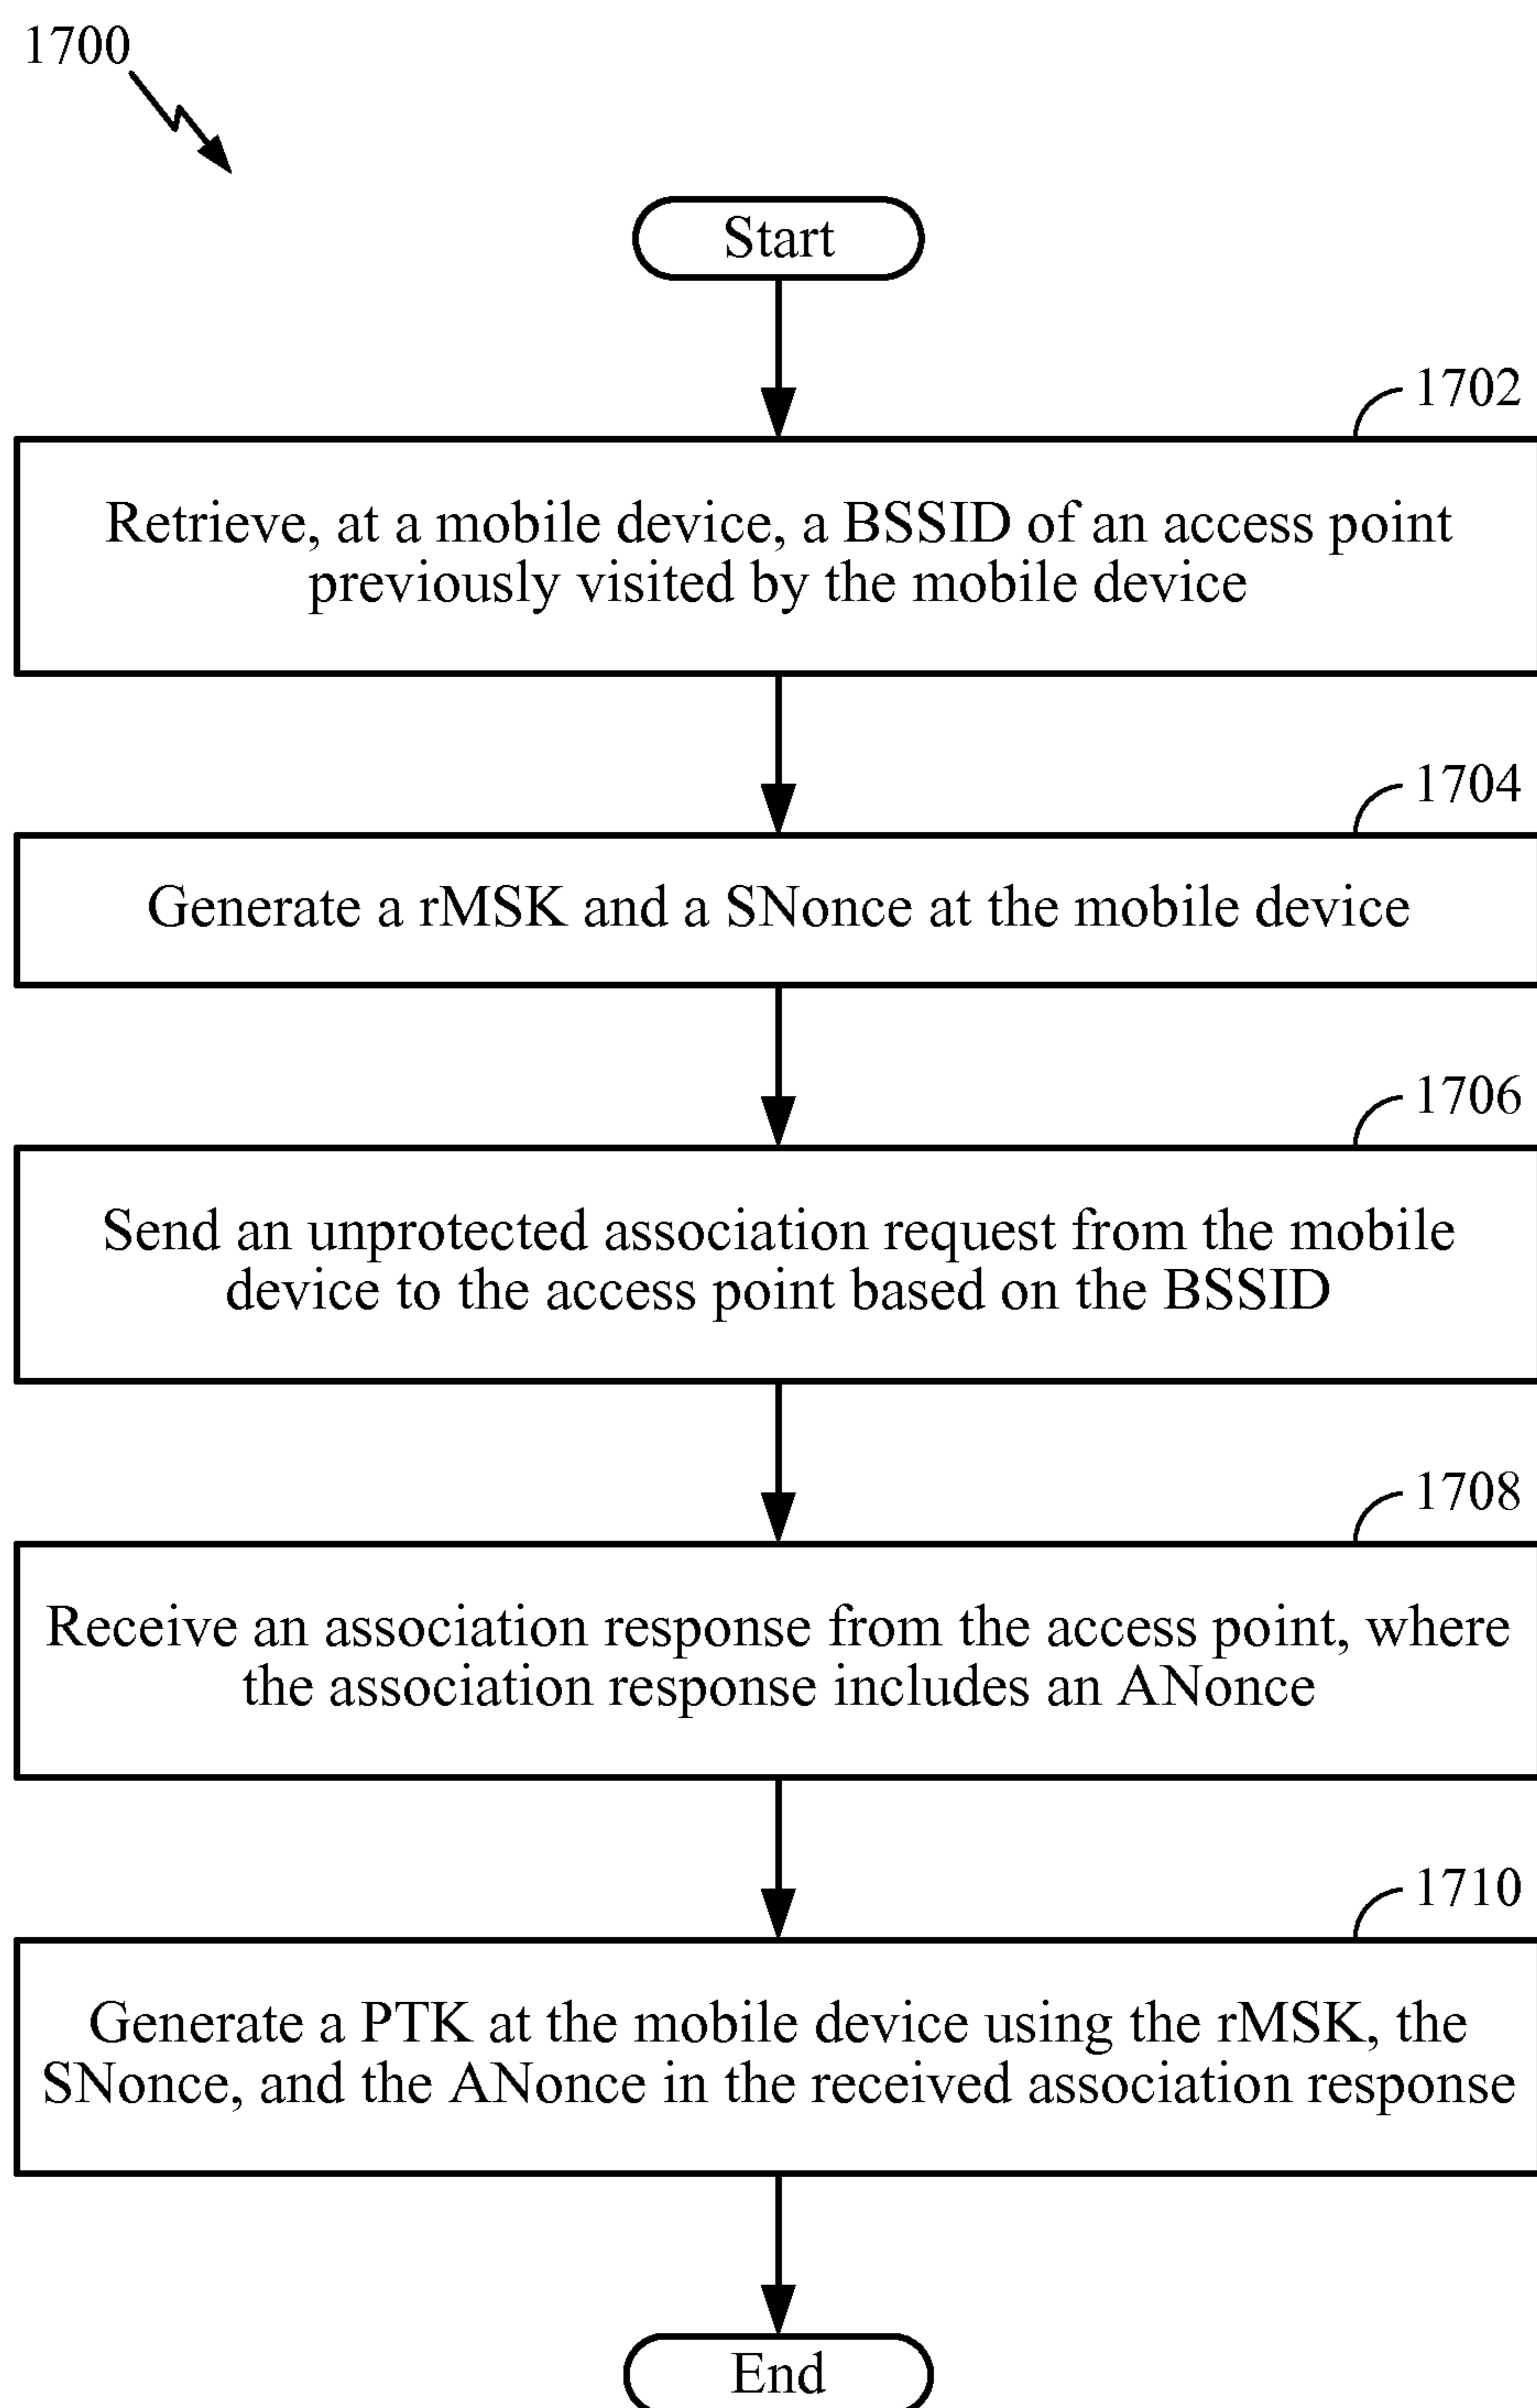 1700
Start
1702
Retrieve, at a mobile device, a BSSID of an access point
previously visited by the mobile device
1704
Generate a rMSK and a SNonce at the mobile device
1706
Send an unprotected association request from the mobile
device to the access point based on the BSSID
1708
Receive an association response from the access point, where
the association response includes an ANonce
1710
Generate a PTK at the mobile device using the rMSK, the
SNonce, and the ANonce in the received association response
End